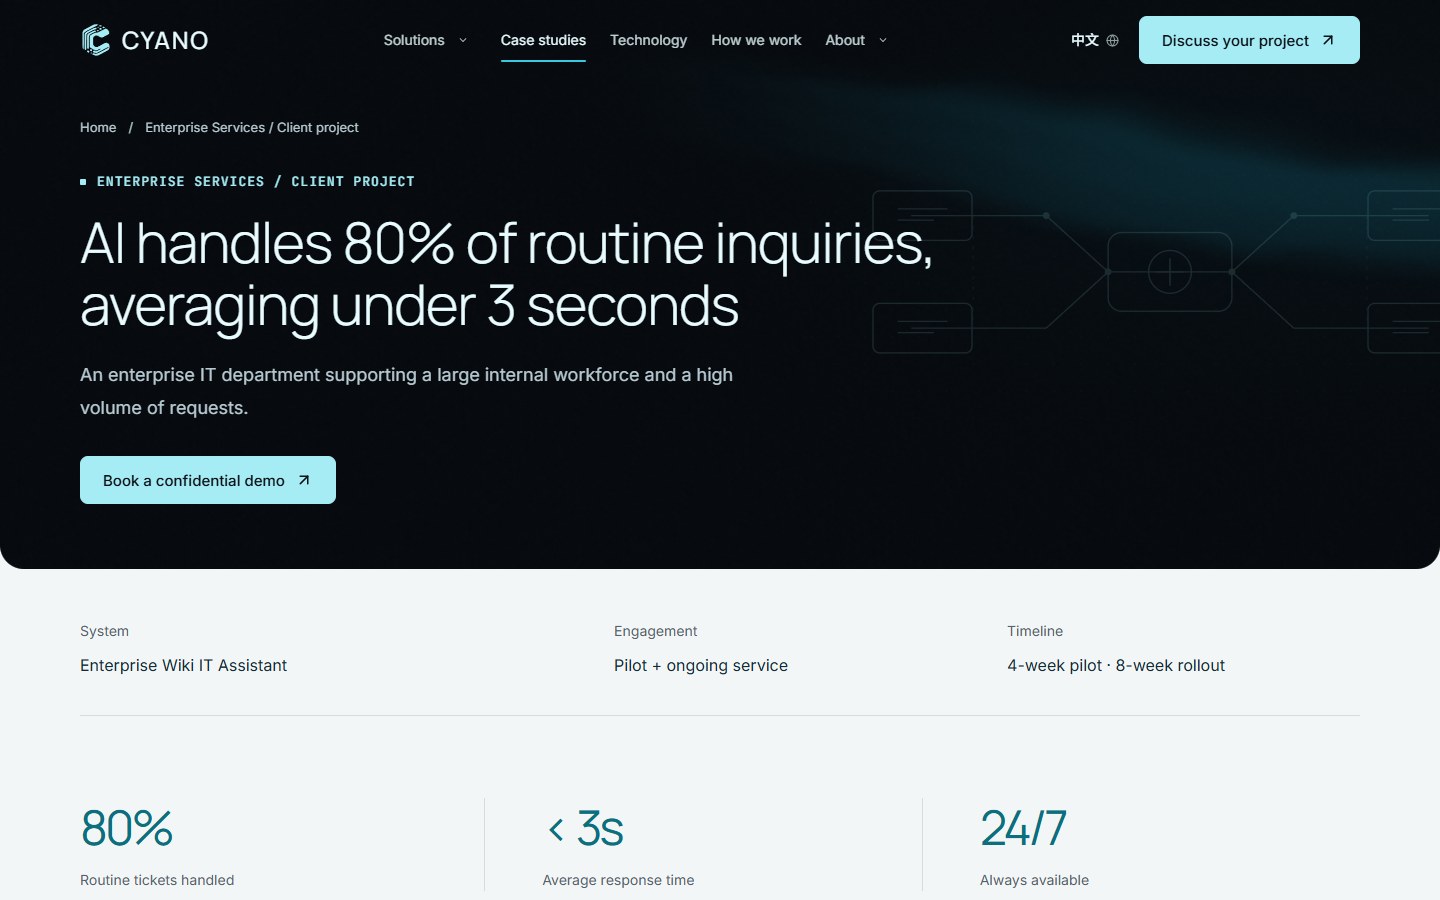 CYANO
Solutions
Case studies
Technology
How we work
About
中文
Discuss your project
Home / Enterprise Services / Client project
ENTERPRISE SERVICES / CLIENT PROJECT
AI handles 80% of routine inquiries,
averaging under 3 seconds
An enterprise IT department supporting a large internal workforce and a high
volume of requests.
Book a confidential demo
System
Enterprise Wiki IT Assistant
Engagement
Pilot + ongoing service
Timeline
4-week pilot · 8-week rollout
80%
Routine tickets handled
< 3s
Average response time
24/7
Always available